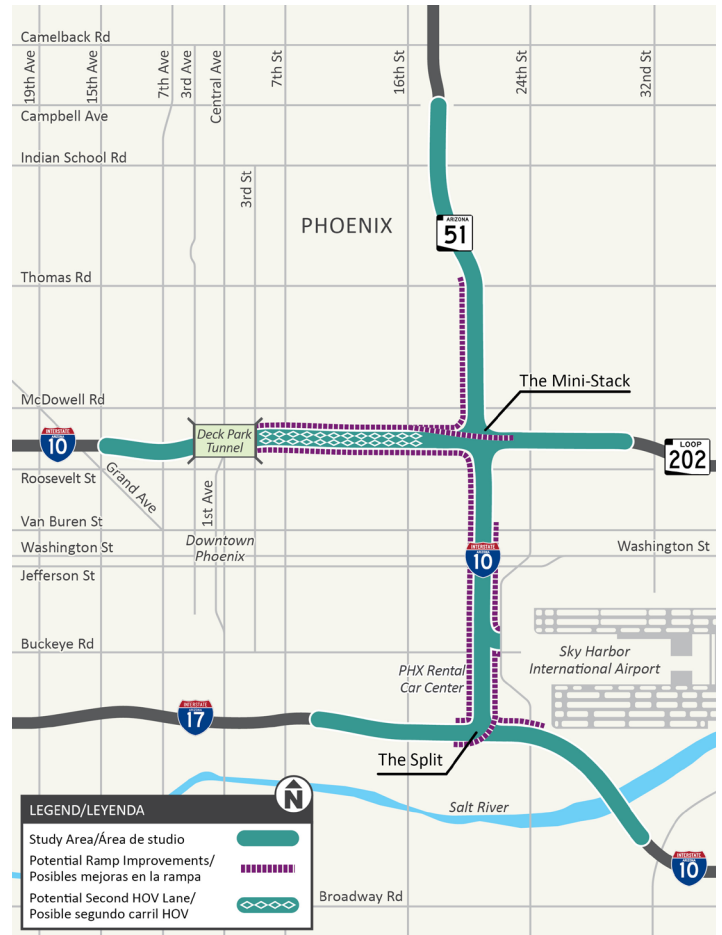 Camelback Rd
19th Ave
15th Ave
7th Ave
3rd Ave
Central Ave
7th St
16th St
24th St
32nd St
Campbell Ave
Indian School Rd
3rd St
PHOENIX
ARIZONA
51
Thomas Rd
The Mini-Stack
McDowell Rd
INTERSTATE
ARIZONA
10
Deck Park
Tunnel
LOOP
202
Roosevelt St
Grand Ave
1st Ave
Van Buren St
Downtown
Phoenix
Washington St
Washington St
INTERSTATE
ARIZONA
10
Jefferson St
Buckeye Rd
Sky Harbor
International Airport
PHX Rental
Car Center
INTERSTATE
ARIZONA
17
The Split
N
Salt River
LEGEND/LEYENDA
Study Area/Área de studio
Potential Ramp Improvements/
Posibles mejoras en la rampa
Potential Second HOV Lane/
Posible segundo carril HOV
Broadway Rd
INTERSTATE
ARIZONA
10